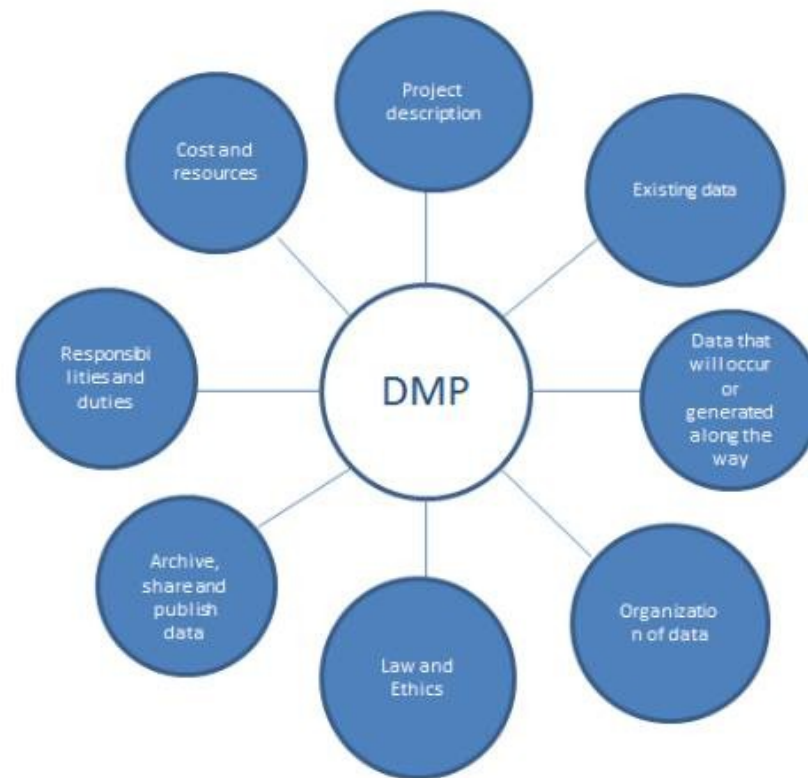 Project
description
Existing data
Data that
will occur
or
generated
along the
way
Organizatio
n of data
Law and
Ethics
Archive,
share and
publish
data
Responsibi
lities and
duties
Cost and
resources
DMP